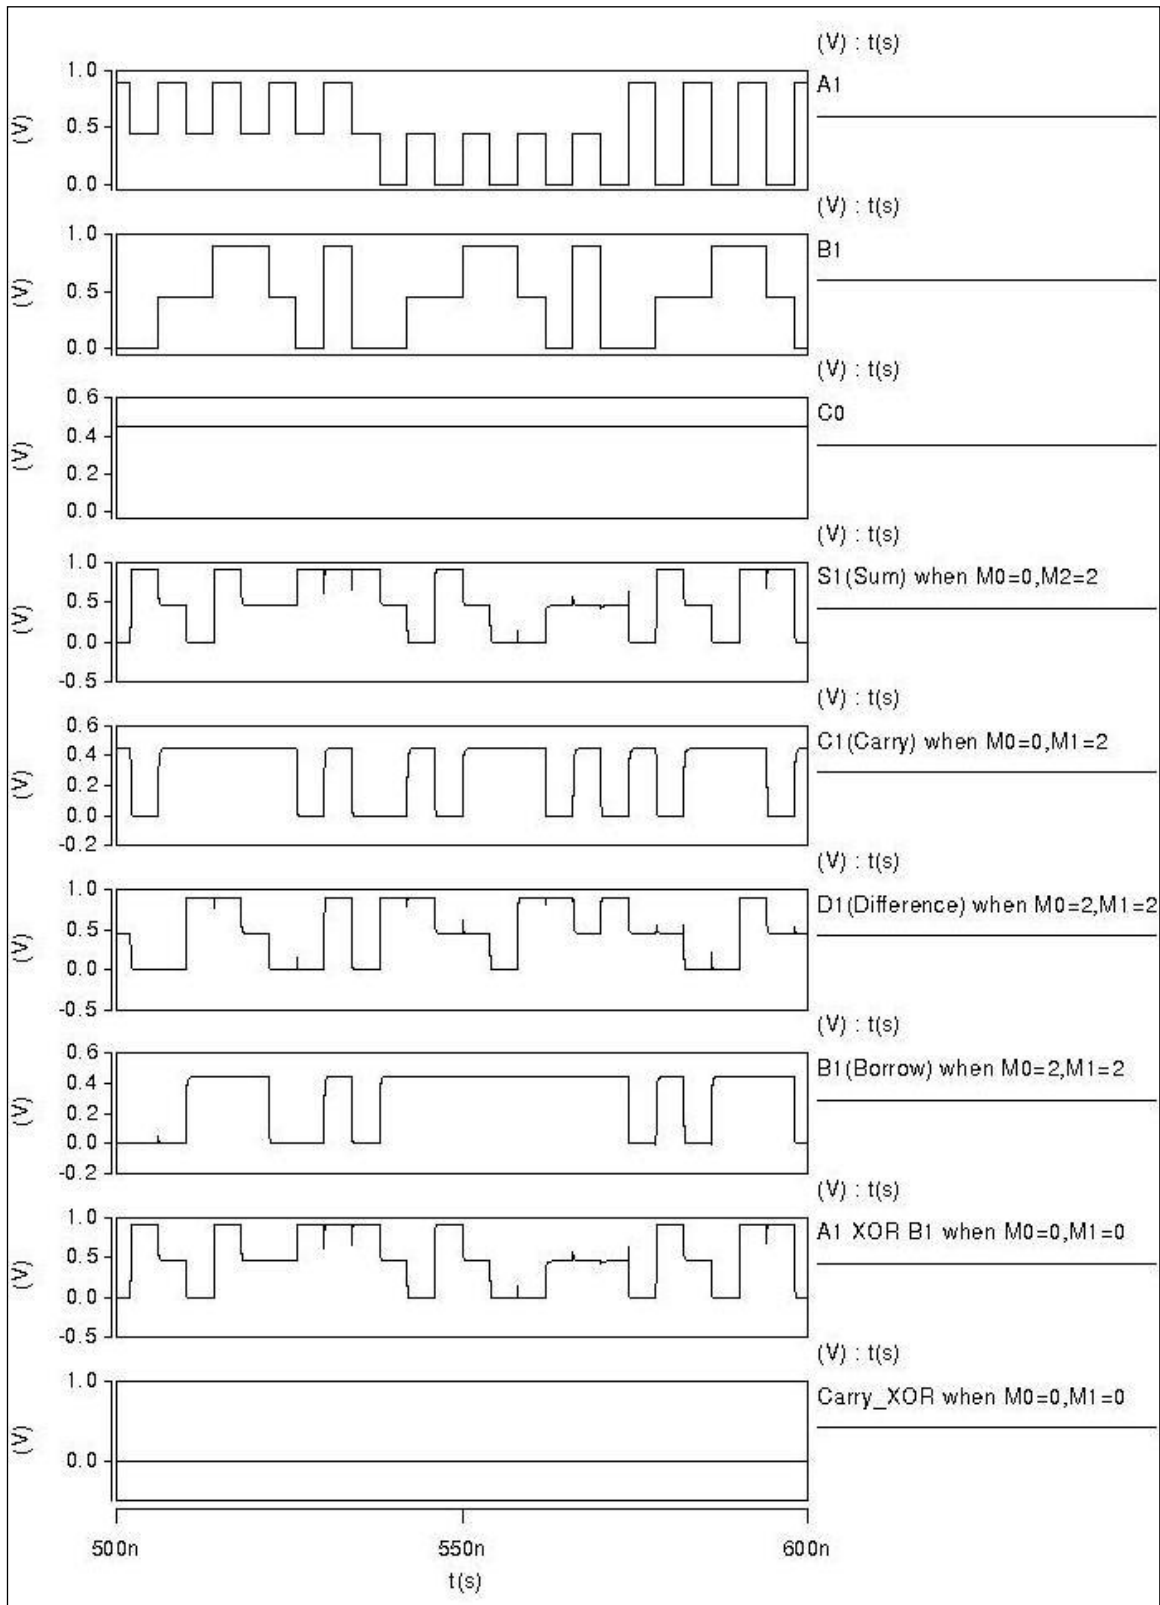 (V) : t(s)
1.0
A1
(V)
0.5
0.0
(V) : t(s)
1.0
B1
(V)
0.5
0.0
(V) : t(s)
0.6
C0
0.4
(V)
0.2
0.0
(V) : t(s)
1.0
S1(Sum) when M0=0,M2=2
0.5
(V)
0.0
-0.5
(V) : t(s)
0.6
C1(Carry) when M0=0,M1=2
0.4
(V)
0.2
0.0
-0.2
(V) : t(s)
1.0
D1(Difference) when M0=2,M1=2
0.5
(V)
0.0
-0.5
(V) : t(s)
0.6
B1(Borrow) when M0=2,M1=2
0.4
(V)
0.2
0.0
-0.2
(V) : t(s)
1.0
A1 XOR B1 when M0=0,M1=0
0.5
(V)
0.0
-0.5
(V) : t(s)
1.0
Carry_XOR when M0=0,M1=0
(V)
0.0
500n 550n 600n
t(s)